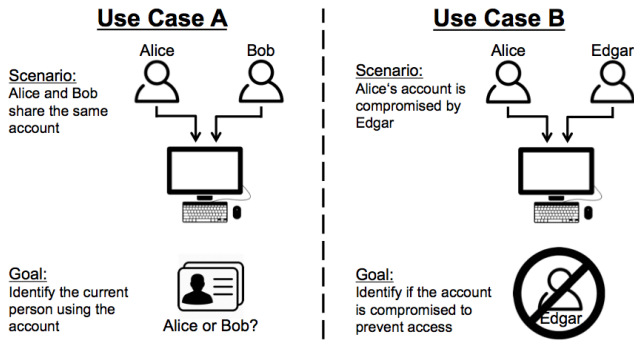 Use Case A
Alice
Bob
Scenario:
Alice and Bob
share the same
account
Goal:
Identify the current
person using the
account
Alice or Bob?
Use Case B
Alice
Edgar
Scenario:
Alice's account is
compromised by
Edgar
Goal:
Identify if the account
is compromised to
prevent access
Edgar